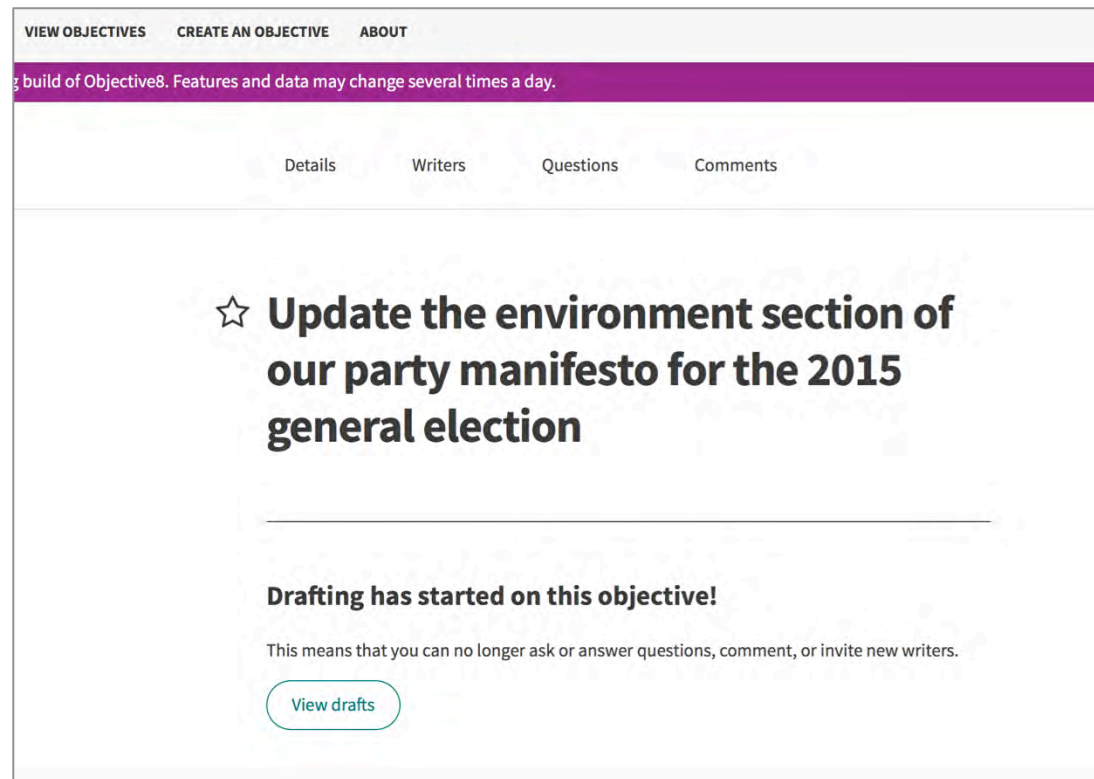 VIEW OBJECTIVES CREATE AN OBJECTIVE ABOUT
build of Objective8. Features and data may change several times a day.
Details Writers Questions Comments
Update the environment section of
our party manifesto for the 2015
general election
Drafting has started on this objective!
This means that you can no longer ask or answer questions, comment, or invite new writers.
View drafts